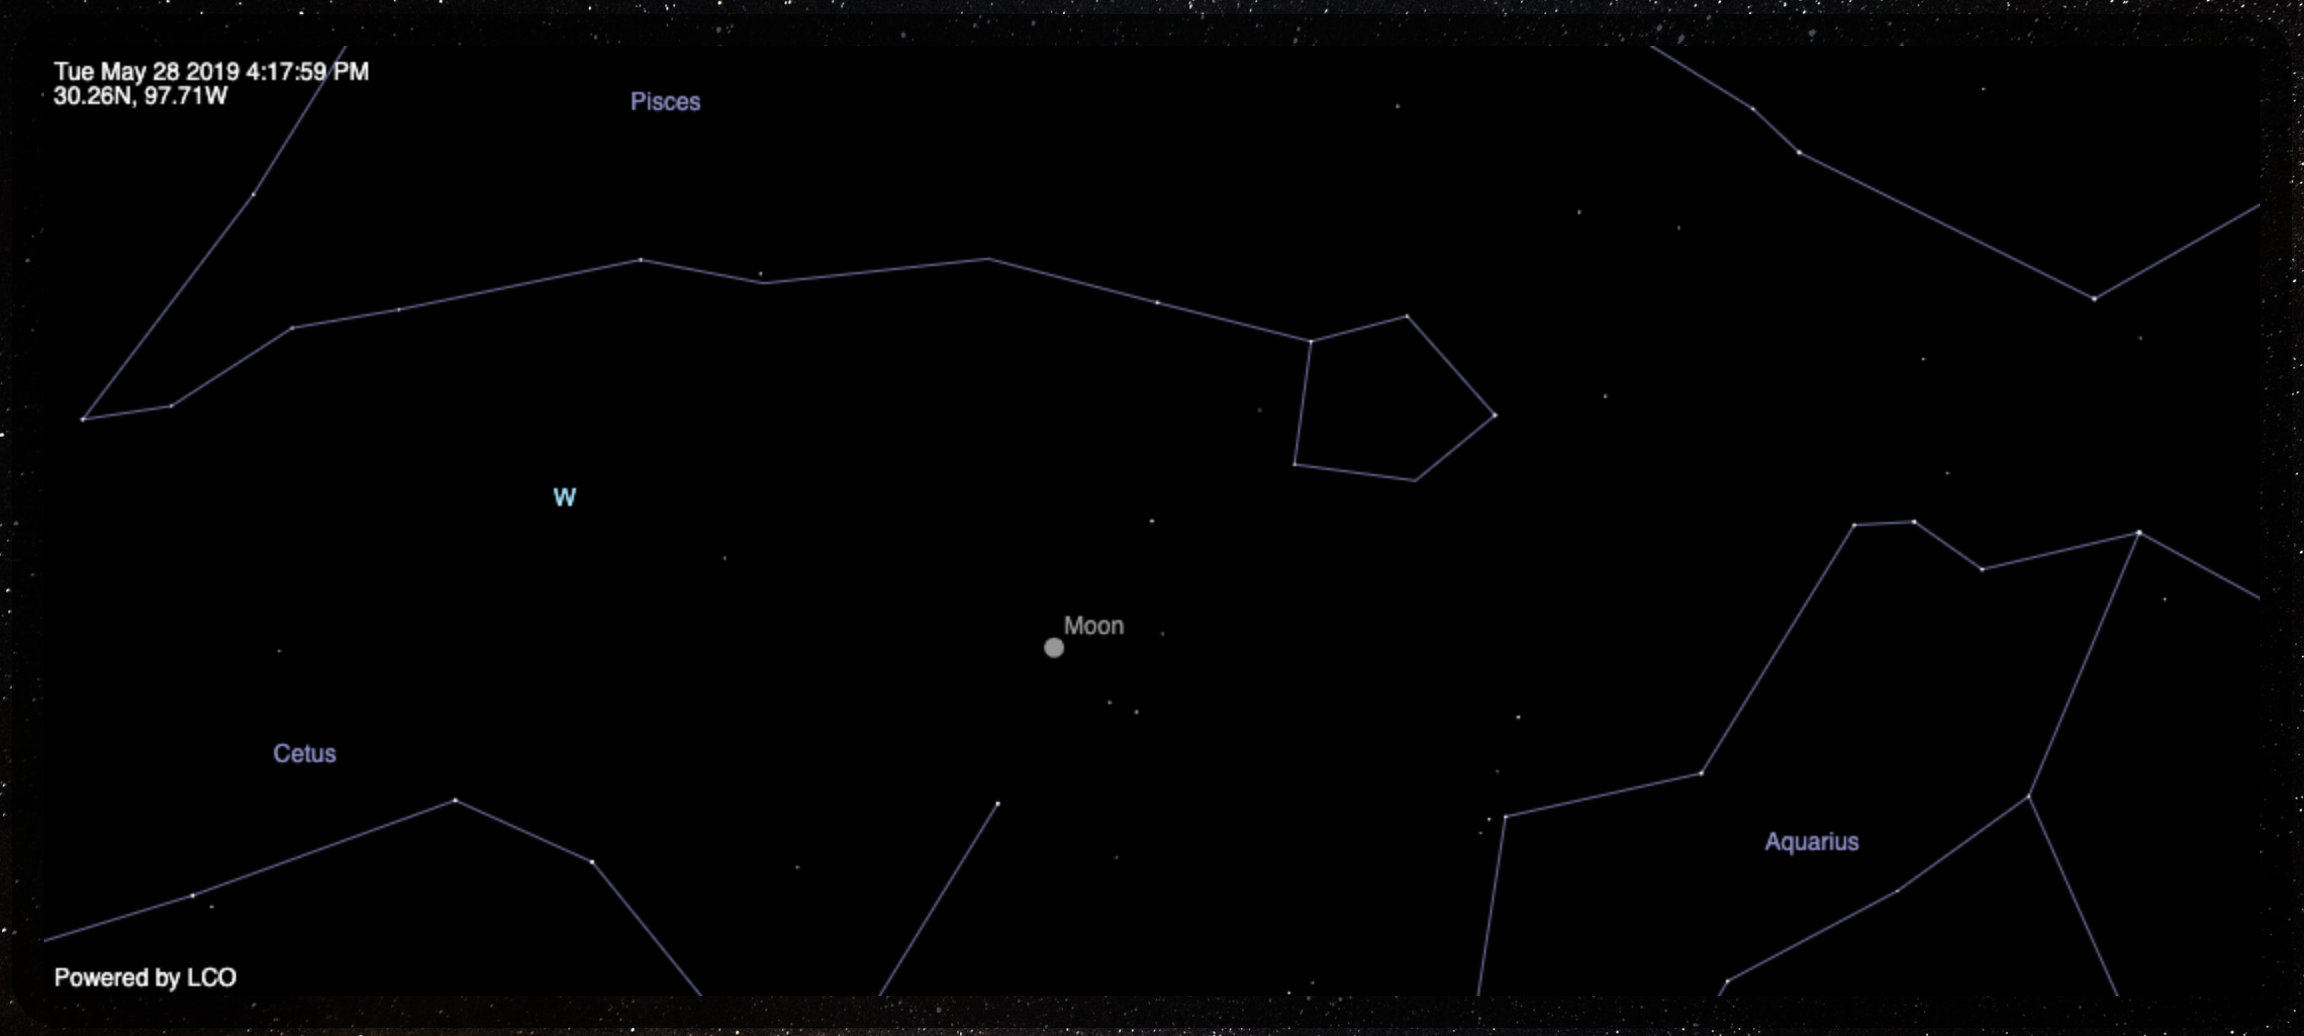 Tue May 28 2019 4:17:59 PM
30.26N, 97.71W
Pisces
W
Moon
Cetus
Aquarius
Powered by LCO